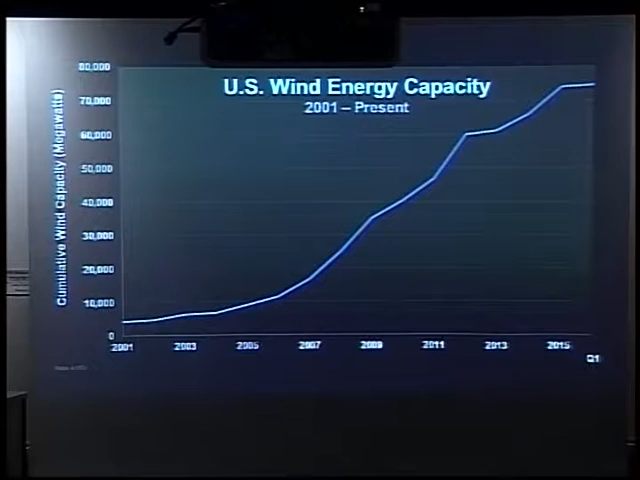 U.S. Wind Energy Capacity
2001 – Present
Cumulative Wind Capacity (Megawatts)
80,000
70,000
60,000
50,000
40,000
30,000
20,000
10,000
0
2001 2003 2005 2007 2009 2011 2013 2015
Q1